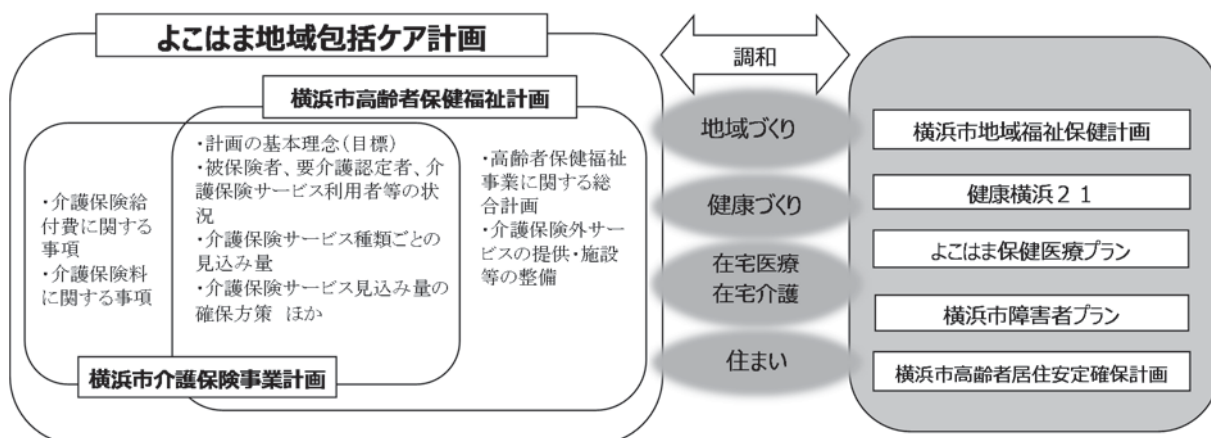 よこはま地域包括ケア計画
横浜市高齢者保健福祉計画
・介護保険給
付費に関する
事項
・介護保険料
に関する事項
・計画の基本理念(目標)
・被保険者、要介護認定者、介
護保険サービス利用者等の状
況
・介護保険サービス種類ごとの
見込み量
・介護保険サービス見込み量の
確保方策 ほか
・高齢者保健福祉
事業に関する総
合計画
・介護保険外サー
ビスの提供・施設
等の整備
横浜市介護保険事業計画
調和
地域づくり
健康づくり
在宅医療
在宅介護
住まい
横浜市地域福祉保健計画
健康横浜21
よこはま保健医療プラン
横浜市障害者プラン
横浜市高齢者居住安定確保計画